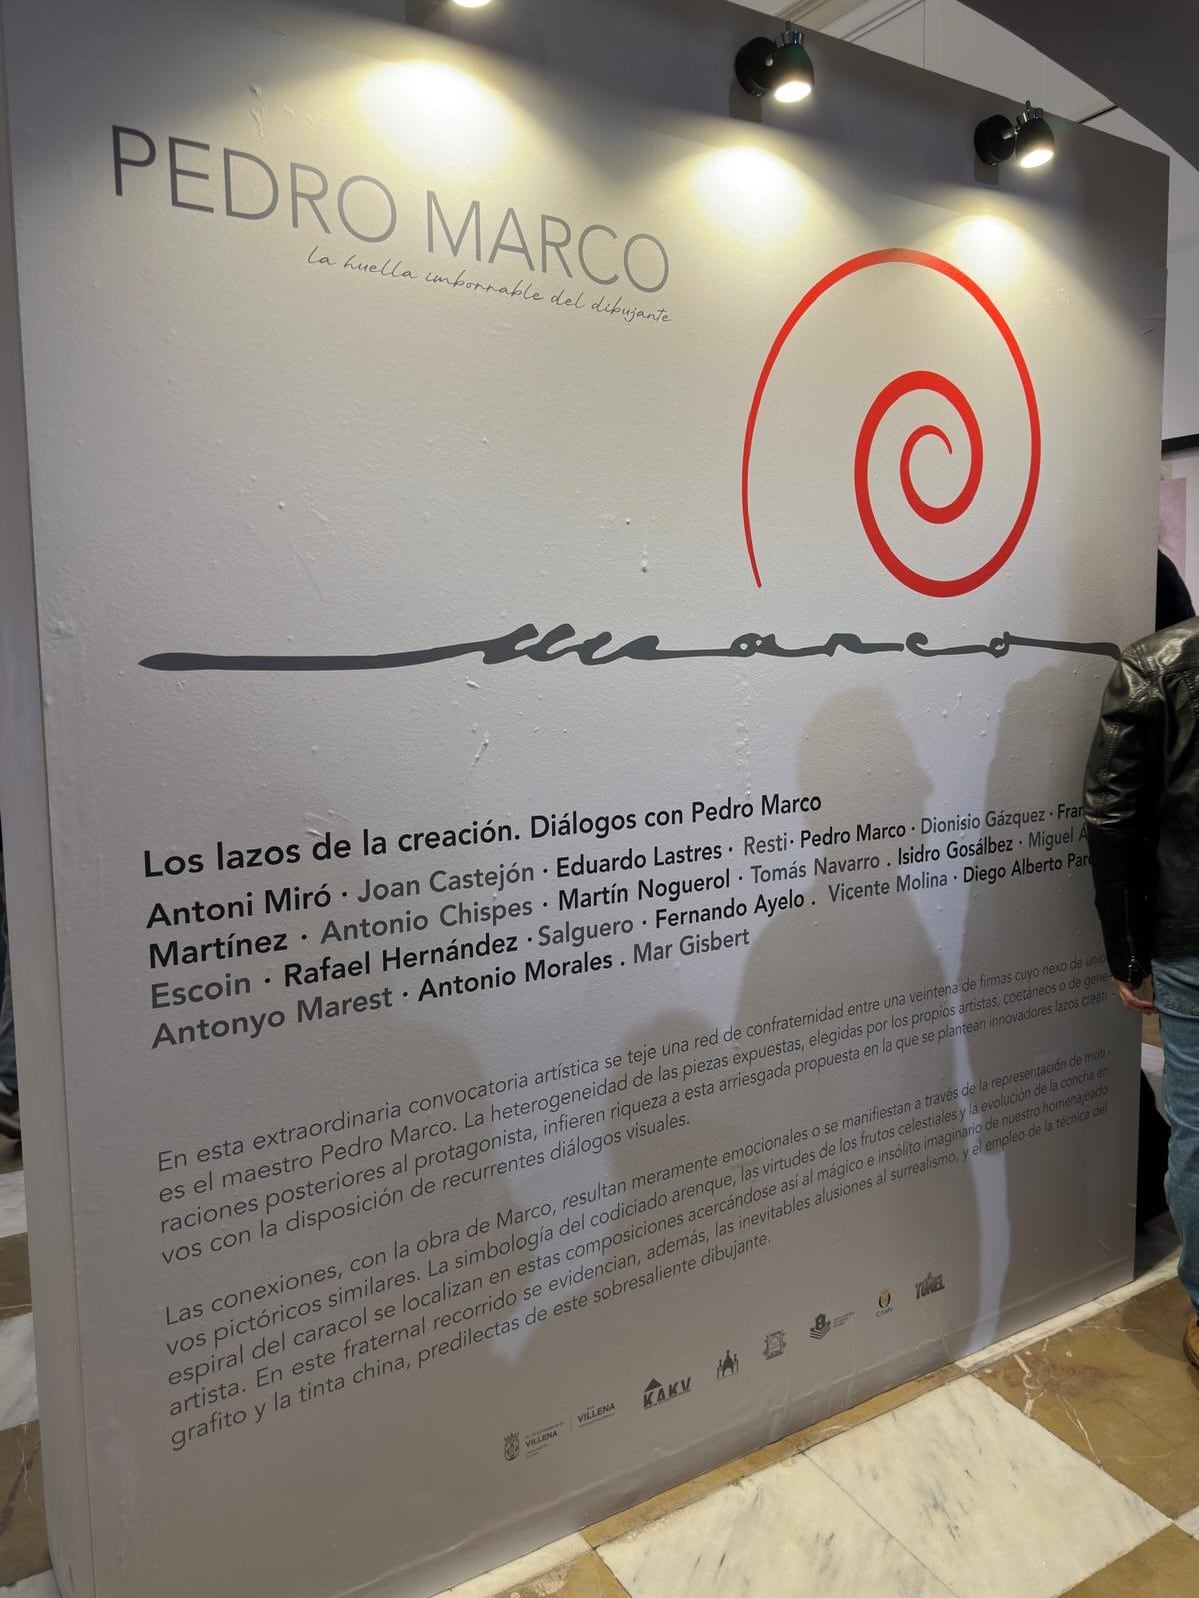 PEDRO MARCO
la huella imborrable del dibujante
marco
Los lazos de la creación. Diálogos con Pedro Marco
Antoni Miró · Joan Castejón · Eduardo Lastres · Resti · Pedro Marco · Dionisio Gázquez · Fran
Martínez · Antonio Chispes · Martín Noguerol · Tomás Navarro . Isidro Gosálbez · Miguel
Escoin · Rafael Hernández · Salguero · Fernando Ayelo . Vicente Molina · Diego Alberto
Antonyo Marest · Antonio Morales . Mar Gisbert
En esta extraordinaria convocatoria artística se teje una red de confraternidad entre una veintena de firmas cuyo nexo de unión
es el maestro Pedro Marco. La heterogeneidad de las piezas expuestas, elegidas por los propios artistas, coetáneos o de gene-
raciones posteriores al protagonista, infieren riqueza a esta arriesgada propuesta en la que se plantean innovadores lazos creati-
vos con la disposición de recurrentes diálogos visuales.
Las conexiones, con la obra de Marco, resultan meramente emocionales o se manifiestan a través de la representación de moti-
vos pictóricos similares. La simbología del codiciado arenque, las virtudes de los frutos celestiales y la evolución de la concha en
espiral del caracol se localizan en estas composiciones acercándose así al mágico e insólito imaginario de nuestro homenajeado
artista. En este fraternal recorrido se evidencian, además, las inevitables alusiones al surrealismo, y el empleo de la técnica del
grafito y la tinta china, predilectas de este sobresaliente dibujante.
VILLENA
VILLENA
KAKV